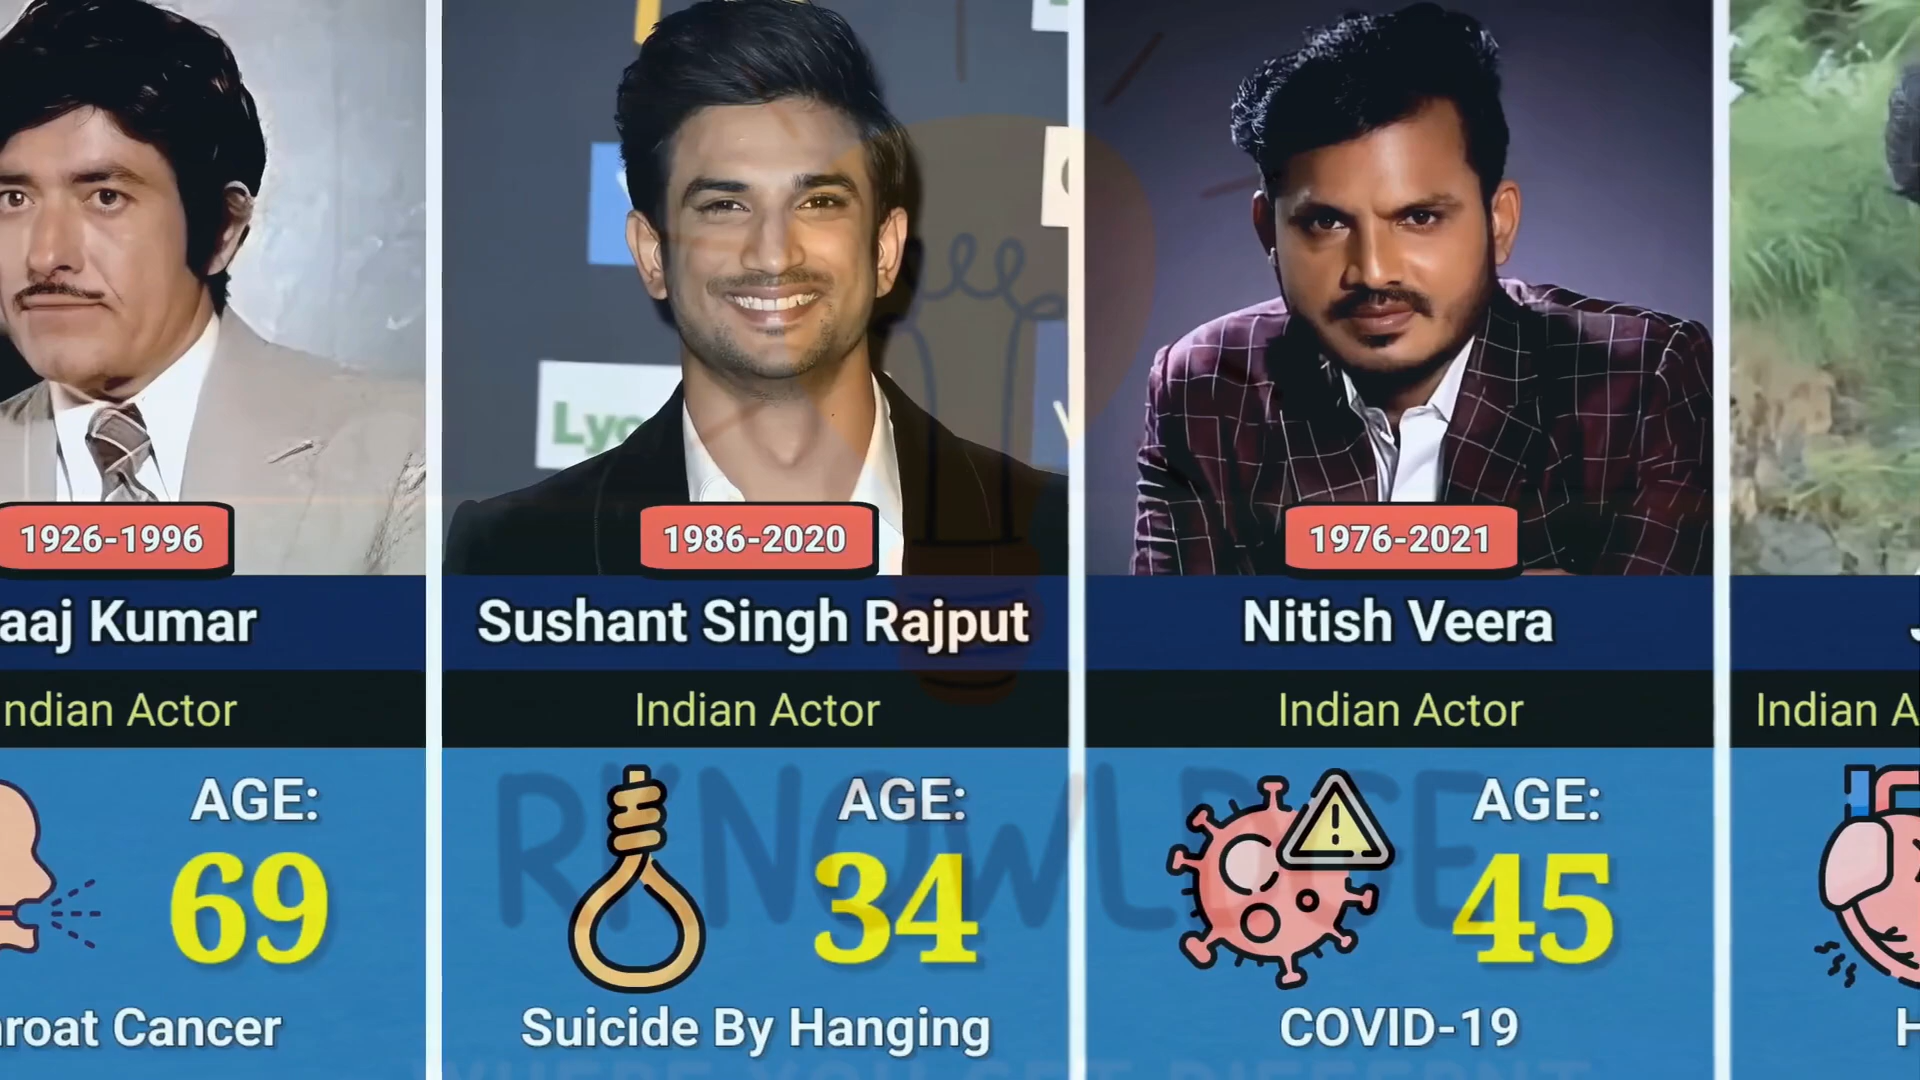 1926-1996
aaj Kumar
ndian Actor
AGE:
69
roat Cancer
Lyc
1986-2020
Sushant Singh Rajput
Indian Actor
AGE:
34
Suicide By Hanging
1976-2021
Nitish Veera
Indian Actor
AGE:
45
COVID-19
Indian A
H